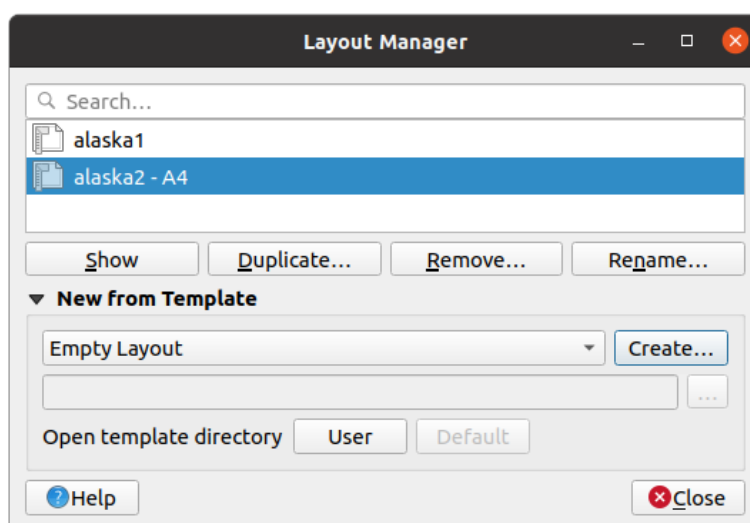 Layout Manager
Search...
alaska1
alaska2 - A4
Show Duplicate... Remove... Rename...
New from Template
Empty Layout Create...
...
Open template directory User Default
Help Close